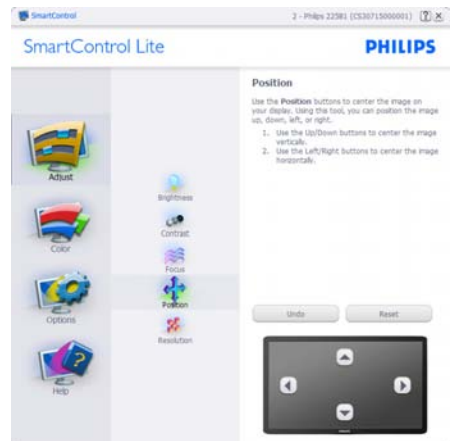 SmartControl
2 - Philips 225B1 (CS30715000001)
SmartControl Lite
PHILIPS
Adjust
Color
Options
Help
Brightness
Contrast
Focus
Position
Resolution
Position
Use the Position buttons to center the image on
your display. Using this tool, you can position the image
up, down, left, or right.
1. Use the Up/Down buttons to center the image
vertically.
2. Use the Left/Right buttons to center the image
horizontally.
Undo
Reset